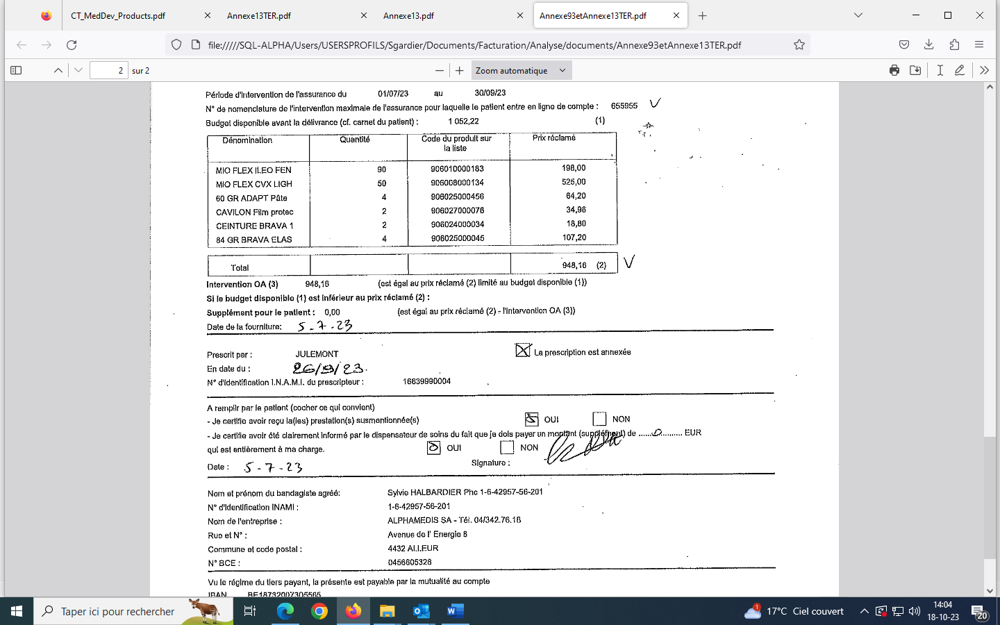 CT_MedDev_Products.pdf
Annexe13TER.pdf
Annexe13.pdf
Annexe93etAnnexe13TER.pdf
file://///SQL-ALPHA/Users/USERSPROFILS/Sgardier/Documents/Facturation/Analyse/documents/Annexe93etAnnexe13TER.pdf
2 sur 2
Zoom automatique
Période d'intervention de l'assurance du 01/07/23 au 30/09/23
N° de nomenclature de l'intervention maximale de l'assurance pour laquelle le patient entre en ligne de compte : 655955 V
Budget disponible avant la délivrance (cf. carnet du patient) : 1 052,22 (1)
Dénomination Quantité Code du produit sur la liste Prix réclamé
MIO FLEX ILEO FEN 90 906010000183 198,00
MIO FLEX CVX LIGH 50 906008000134 525,00
60 GR ADAPT Pâte 4 906025000456 64,20
CAVILON Film protec 2 906027000076 34,96
CEINTURE BRAVA 1 2 906024000034 18,80
84 GR BRAVA ELAS 4 906025000045 107,20
Total 948,16 (2) V
Intervention OA (3) 948,16 (est égal au prix réclamé (2) limité au budget disponible (1))
Si le budget disponible (1) est inférieur au prix réclamé (2) :
Supplément pour le patient : 0,00 (est égal au prix réclamé (2) - l'Intervention OA (3))
Date de la fourniture: 5-7-23
Prescrit par : JULEMONT La prescription est annexée
En date du : 26/9/23.
N° d'identification I.N.A.M.I. du prescripteur : 16839990004
A remplir par le patient (cocher ce qui convient)
- Je certifie avoir reçu la(les) prestation(s) susmentionnée(s) OUI NON
- Je certifie avoir été clairement informé par le dispensateur de soins du fait que je dois payer un montant (supplément) de ......0......... EUR
qui est entièrement à ma charge. OUI NON
Signature :
Date : 5-7-23
Nom et prénom du bandagiste agréé: Sylvie HALBARDIER Phc 1-6-42957-56-201
N° d'identification INAMI : 1-6-42957-56-201
Nom de l'entreprise : ALPHAMEDIS SA - Tél. 04/342.76.18
Rue et N° : Avenue de l' Energie 8
Commune et code postal : 4432 ALLEUR
N° BCE : 0456605328
Vu le régime du tiers payant, la présente est payable par la mutualité au compte
IBAN BE18732007305565
Taper ici pour rechercher
1
17°C Ciel couvert
14:04
18-10-23
20